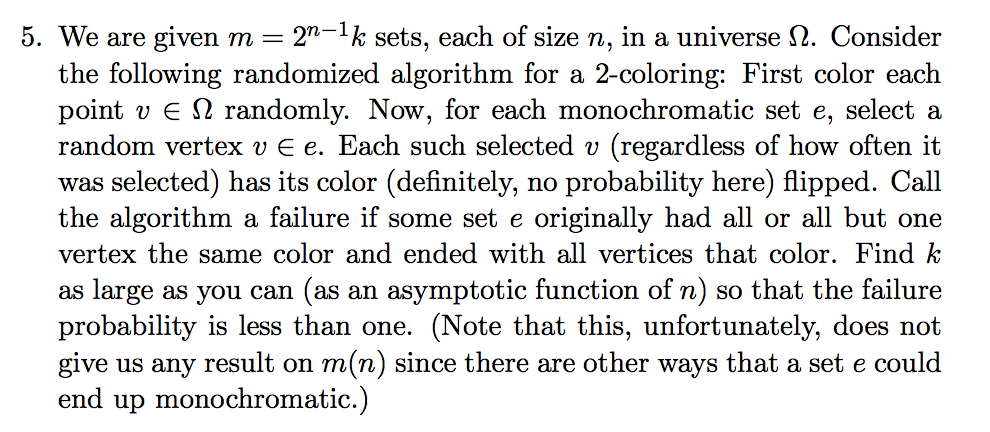 5. We are given m = 2ⁿ⁻¹k sets, each of size n, in a universe Ω. Consider
the following randomized algorithm for a 2-coloring: First color each
point v ∈ Ω randomly. Now, for each monochromatic set e, select a
random vertex v ∈ e. Each such selected v (regardless of how often it
was selected) has its color (definitely, no probability here) flipped. Call
the algorithm a failure if some set e originally had all or all but one
vertex the same color and ended with all vertices that color. Find k
as large as you can (as an asymptotic function of n) so that the failure
probability is less than one. (Note that this, unfortunately, does not
give us any result on m(n) since there are other ways that a set e could
end up monochromatic.)